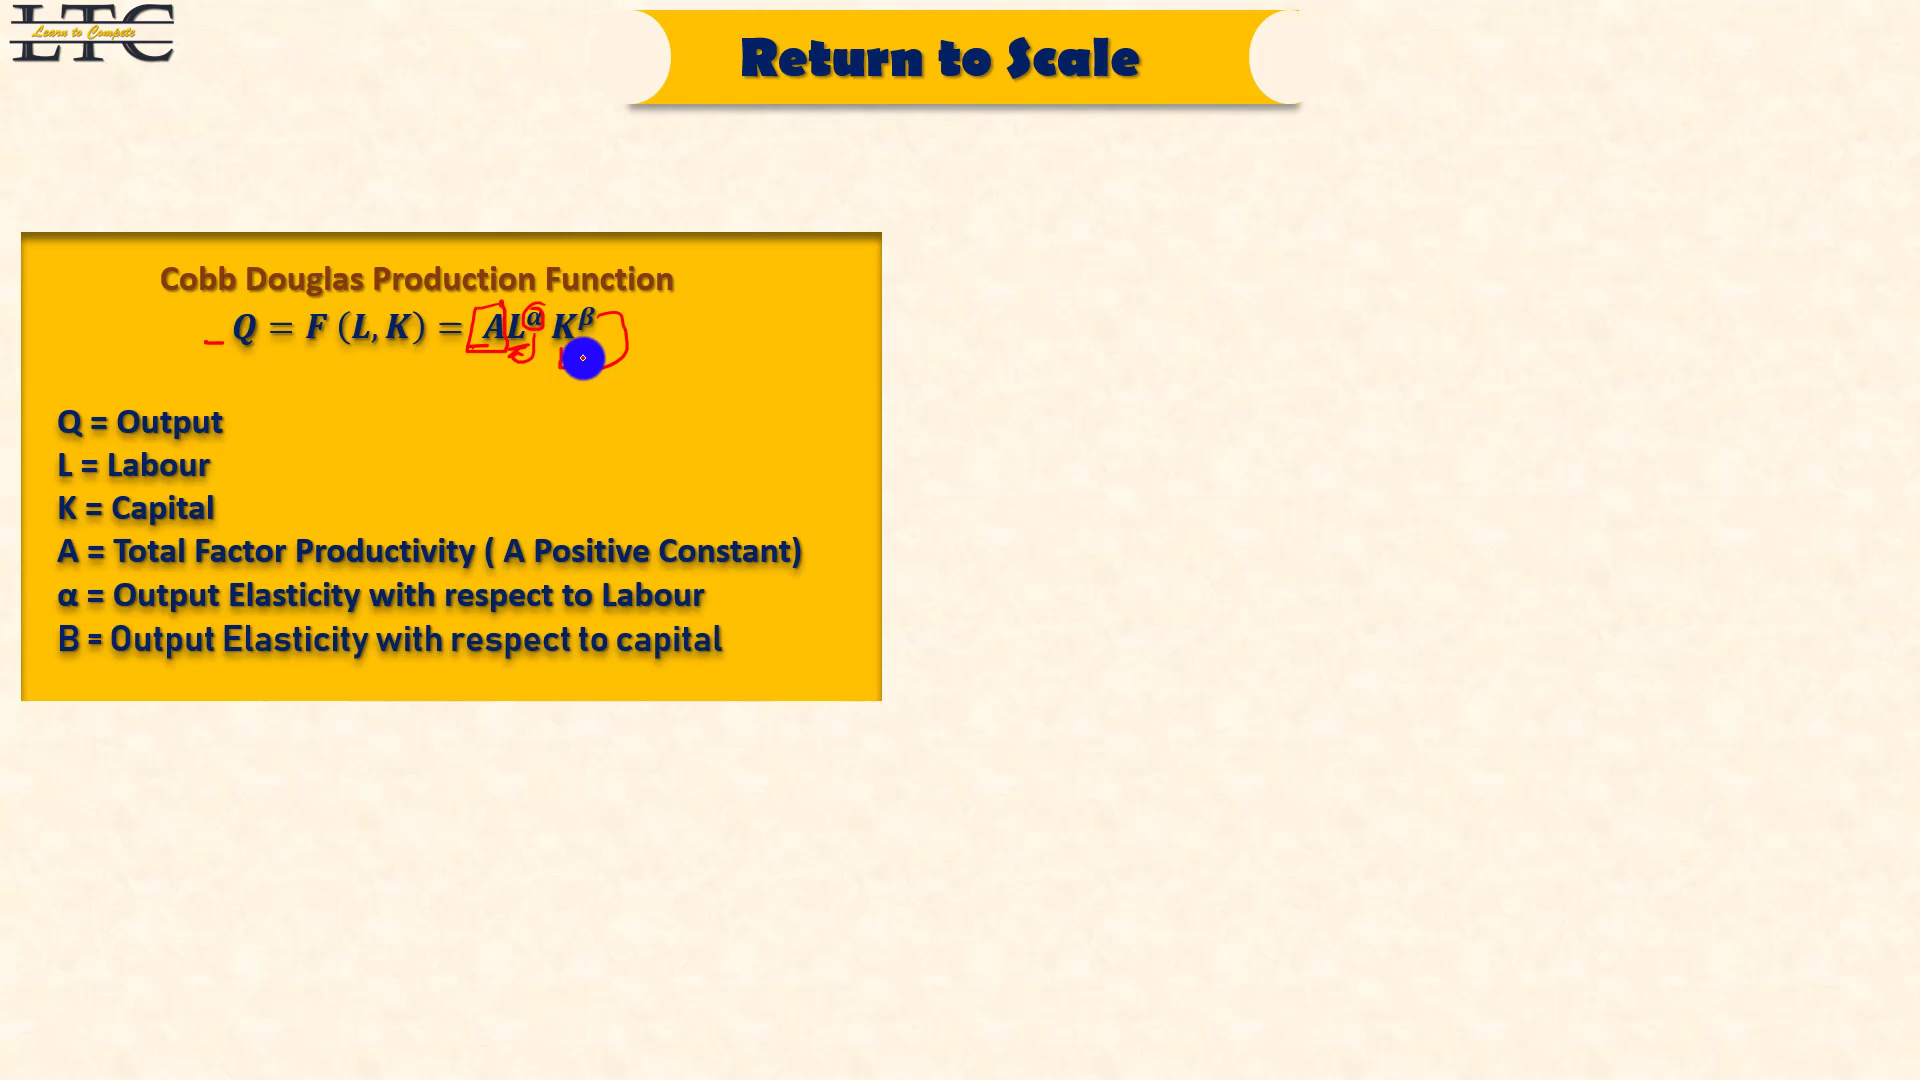 LTC
Learn to Compete
Return to Scale
Cobb Douglas Production Function
Q = F (L, K) = AL^α K^β
Q = Output
L = Labour
K = Capital
A = Total Factor Productivity ( A Positive Constant)
α = Output Elasticity with respect to Labour
B = Output Elasticity with respect to capital